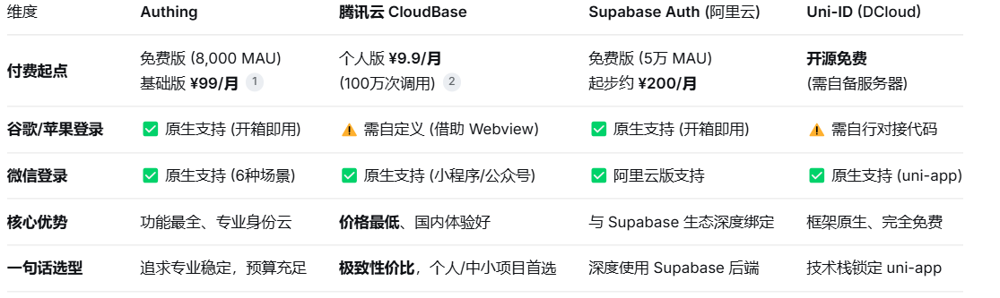 维度 Authing 腾讯云 CloudBase Supabase Auth (阿里云) Uni-ID (DCloud)
付费起点 免费版 (8,000 MAU) 基础版 ¥99/月 1 个人版 ¥9.9/月 (100万次调用) 2 免费版 (5万 MAU) 起步约 ¥200/月 开源免费 (需自备服务器)
谷歌/苹果登录 ✅ 原生支持 (开箱即用) ⚠️ 需自定义 (借助 Webview) ✅ 原生支持 (开箱即用) ⚠️ 需自行对接代码
微信登录 ✅ 原生支持 (6种场景) ✅ 原生支持 (小程序/公众号) ✅ 阿里云版支持 ✅ 原生支持 (uni-app)
核心优势 功能最全、专业身份云 价格最低、国内体验好 与 Supabase 生态深度绑定 框架原生、完全免费
一句话选型 追求专业稳定，预算充足 极致性价比，个人/中小项目首选 深度使用 Supabase 后端 技术栈锁定 uni-app